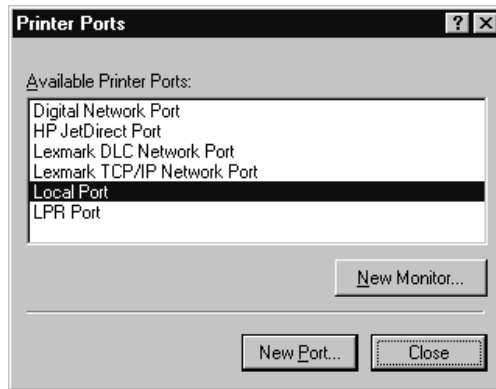 Printer Ports
Available Printer Ports:
Digital Network Port
HP JetDirect Port
Lexmark DLC Network Port
Lexmark TCP/IP Network Port
Local Port
LPR Port
New Monitor...
New Port...
Close